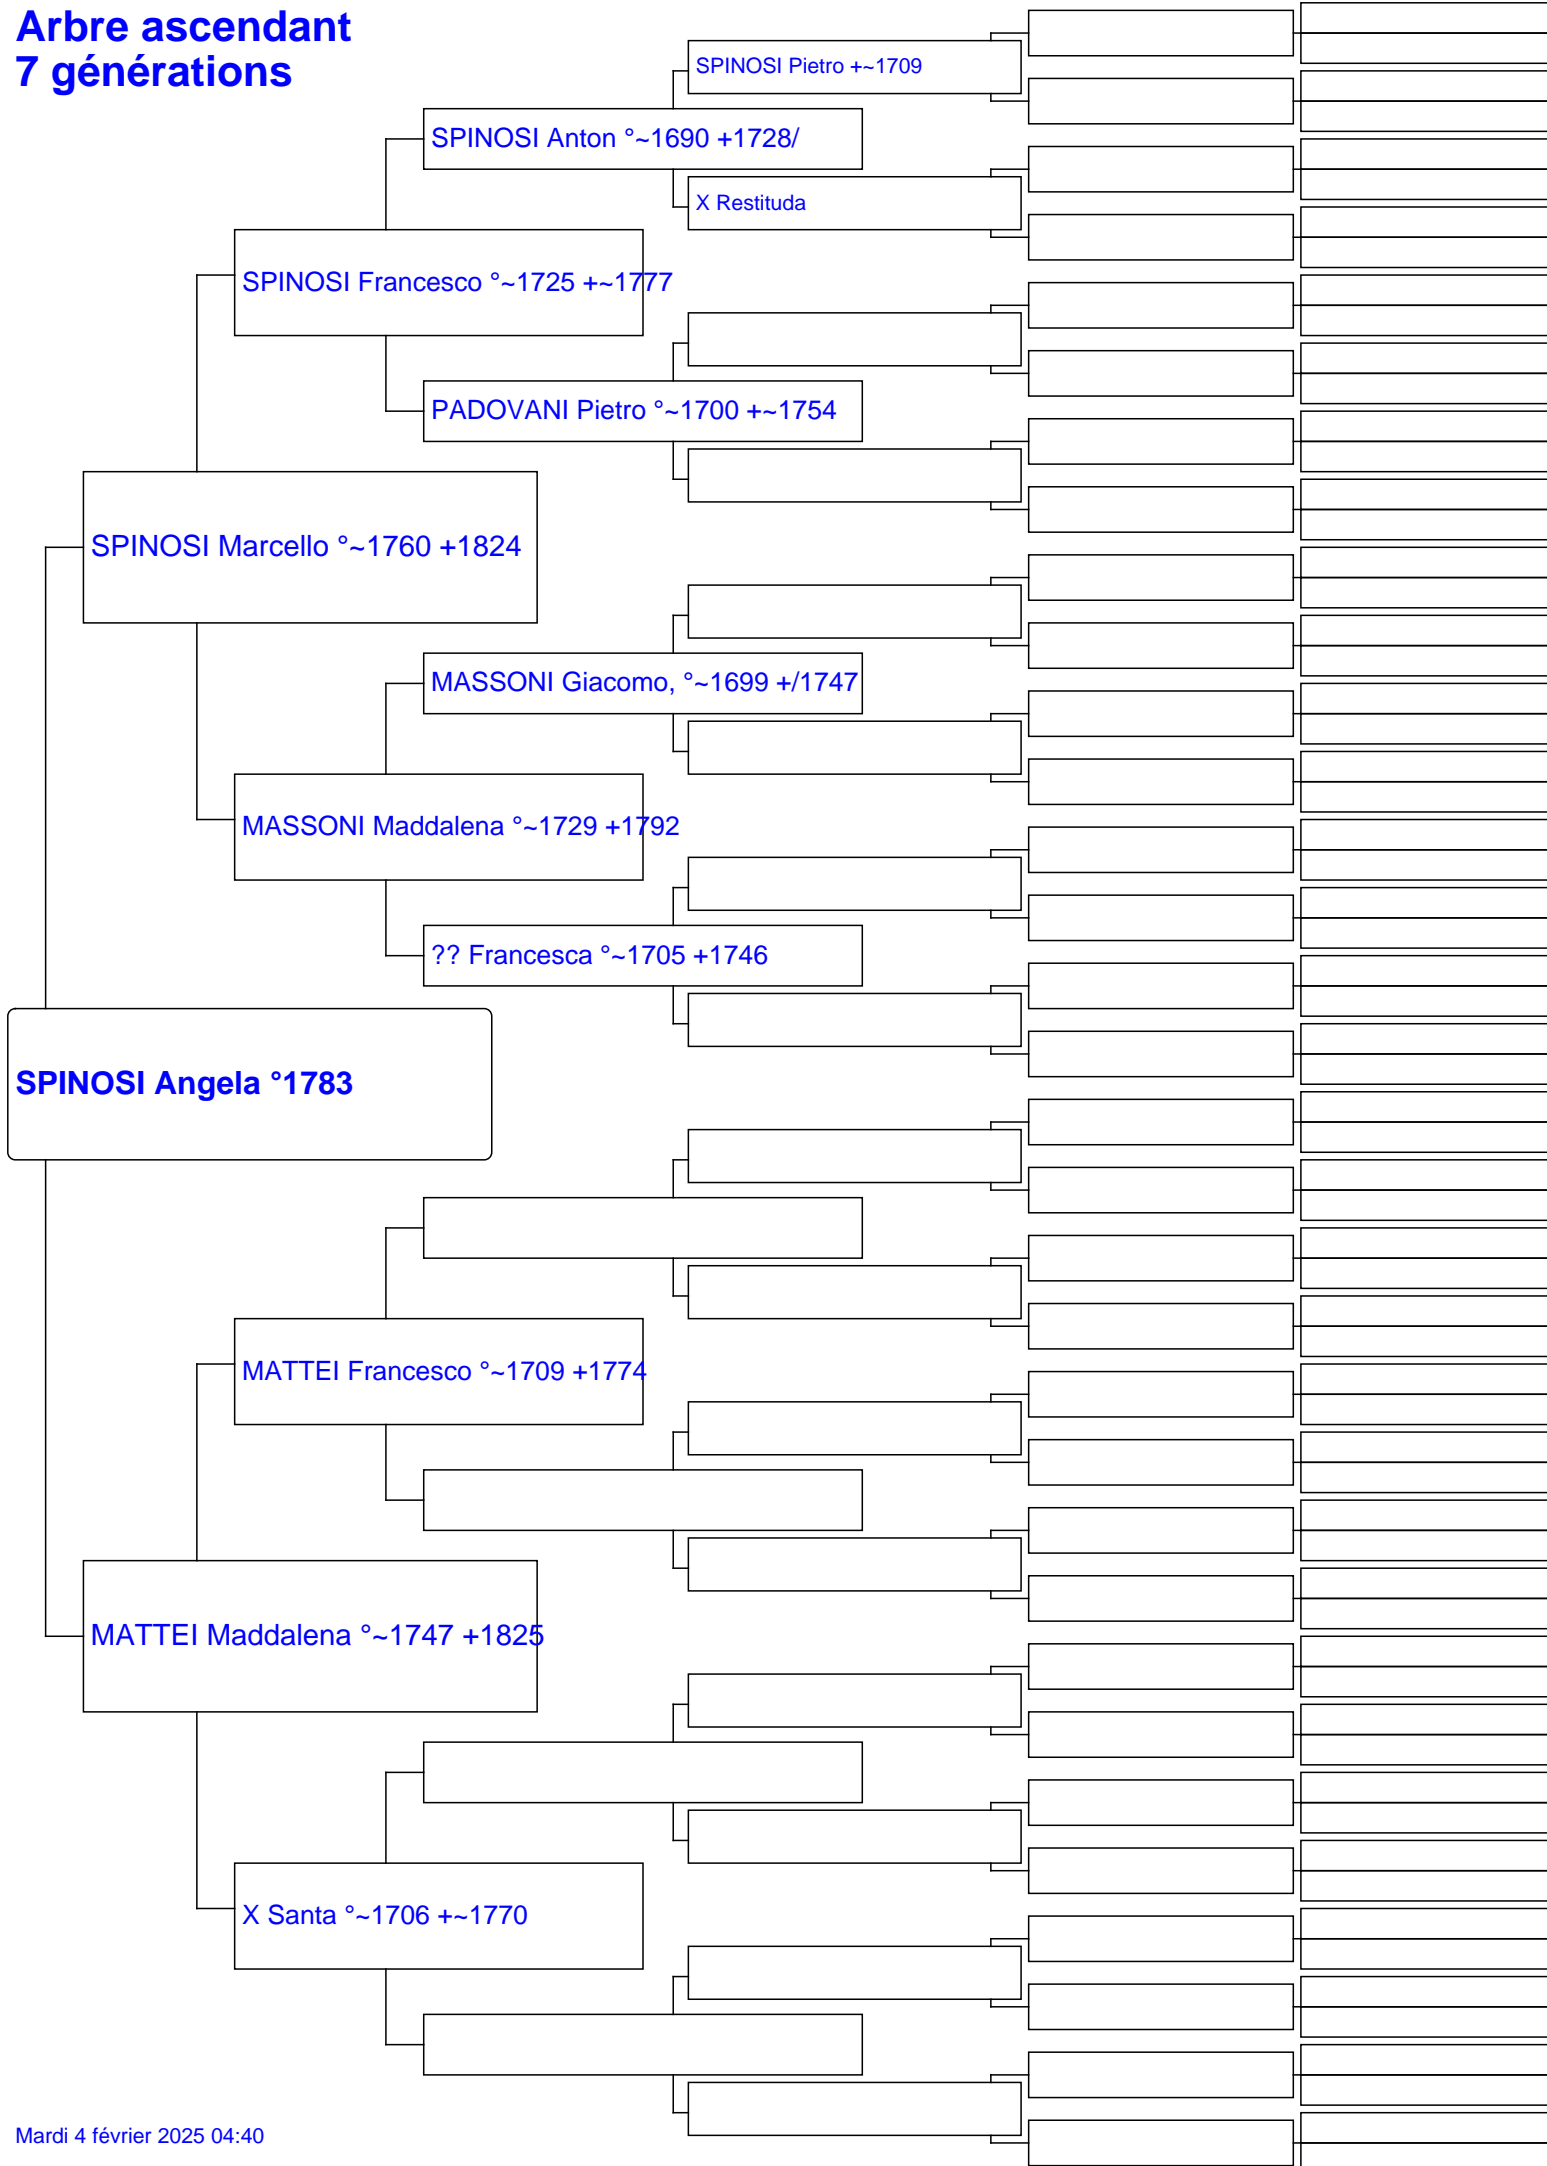 Arbre ascendant
7 générations
SPINOSI Pietro +~1709
SPINOSI Anton °~1690 +1728/
X Restituda
SPINOSI Francesco °~1725 +~1777
PADOVANI Pietro °~1700 +~1754
SPINOSI Marcello °~1760 +1824
MASSONI Giacomo, °~1699 +/1747
MASSONI Maddalena °~1729 +1792
?? Francesca °~1705 +1746
SPINOSI Angela °1783
MATTEI Francesco °~1709 +1774
MATTEI Maddalena °~1747 +1825
X Santa °~1706 +~1770
Mardi 4 février 2025 04:40